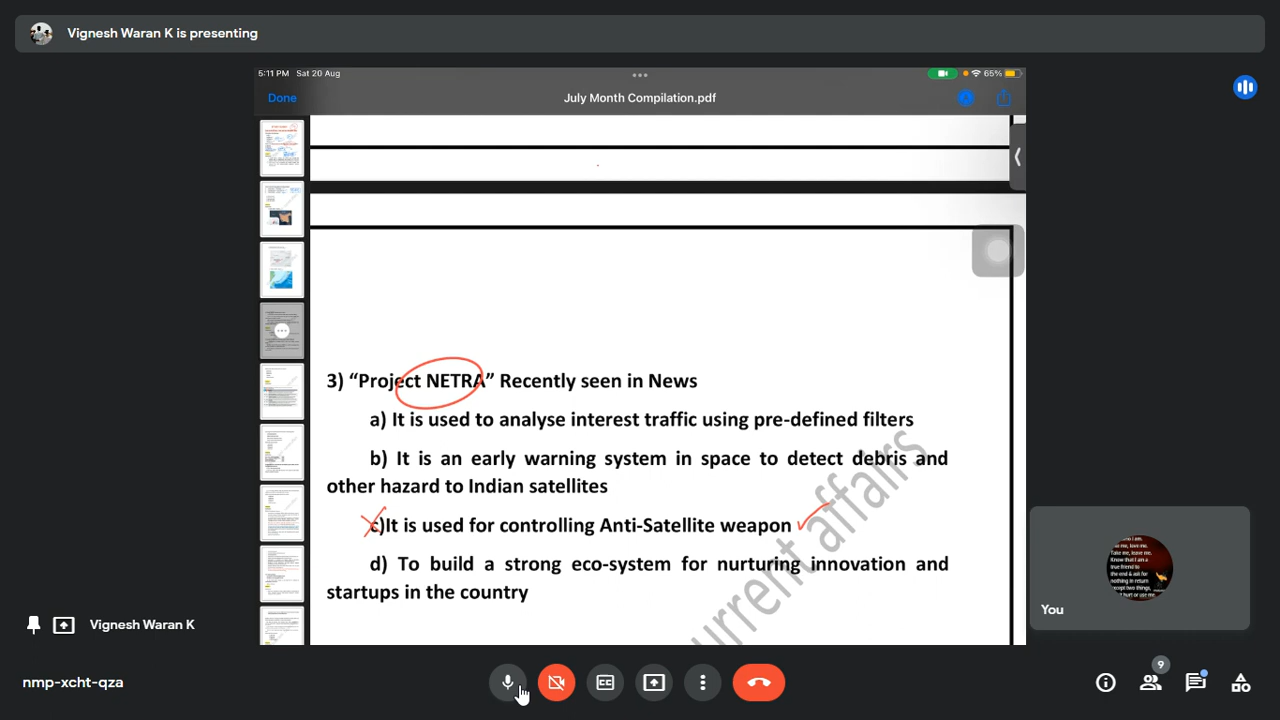 Vignesh Waran K is presenting
5:11 PM Sat 20 Aug
65%
Done
July Month Compilation.pdf
3) “Project NETRA” Recently seen in News
a) It is used to analyse interest traffic using pre-defined filters
b) It is an early warning system in space to detect debris and
other hazard to Indian satellites
c)It is used for controlling Anti-Satellite weapon
d) To build a strong eco-system for nurturing innovation and
startups in the country
current affairs
You
Vignesh Waran K
nmp-xcht-qza
CC
9